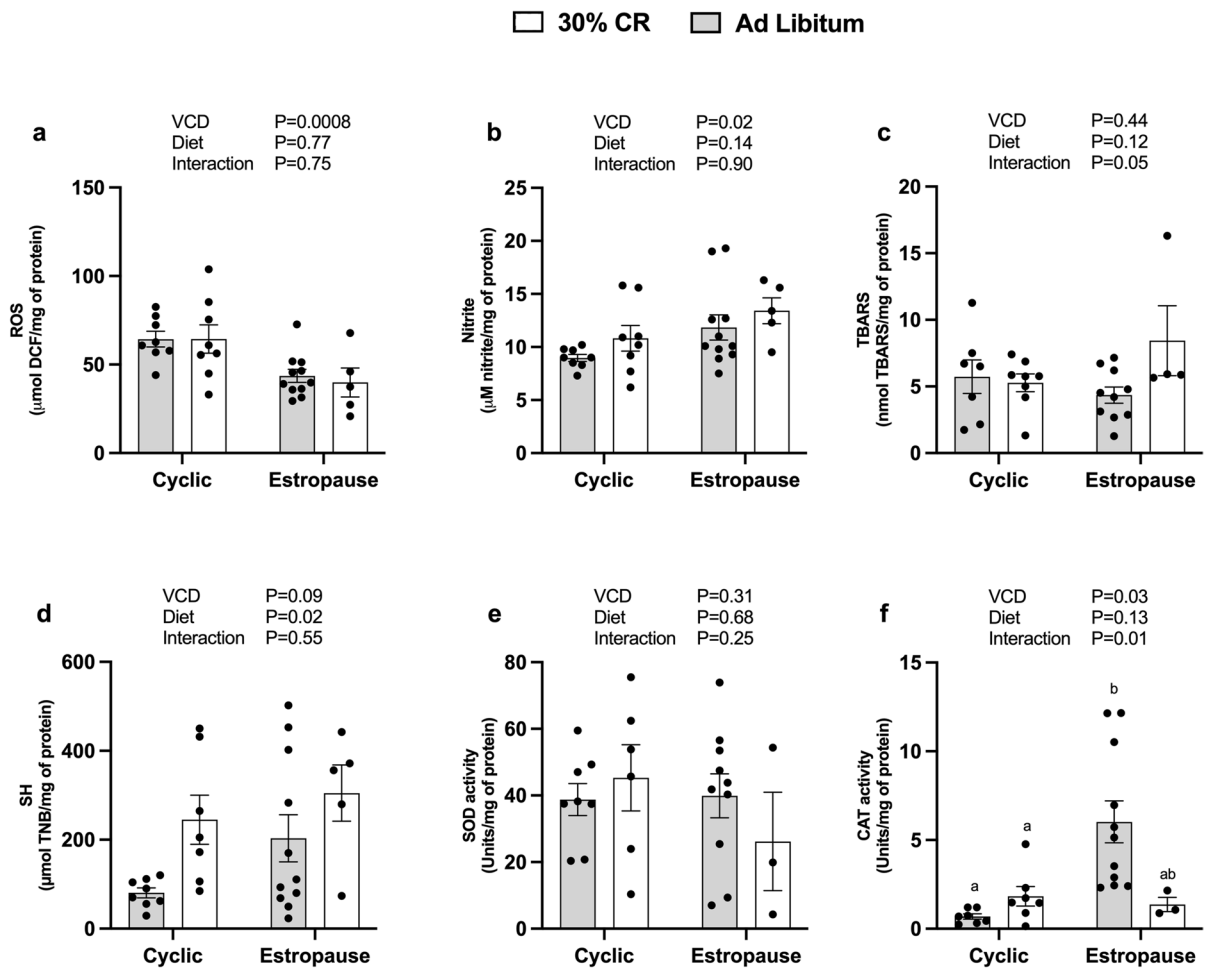 30% CR Ad Libitum
a
VCD P=0.0008
Diet P=0.77
Interaction P=0.75
ROS
(μmol DCF/mg of protein)
150
100
50
0
Cyclic Estropause
b
VCD P=0.02
Diet P=0.14
Interaction P=0.90
Nitrite
(μM nitrite/mg of protein)
25
20
15
10
5
0
Cyclic Estropause
c
VCD P=0.44
Diet P=0.12
Interaction P=0.05
TBARS
(nmol TBARS/mg of protein)
20
15
10
5
0
Cyclic Estropause
d
VCD P=0.09
Diet P=0.02
Interaction P=0.55
SH
(μmol TNB/mg of protein)
600
400
200
0
Cyclic Estropause
e
VCD P=0.31
Diet P=0.68
Interaction P=0.25
SOD activity
(Units/mg of protein)
80
60
40
20
0
Cyclic Estropause
f
VCD P=0.03
Diet P=0.13
Interaction P=0.01
CAT activity
(Units/mg of protein)
15
10
5
0
a
a
b
ab
Cyclic Estropause